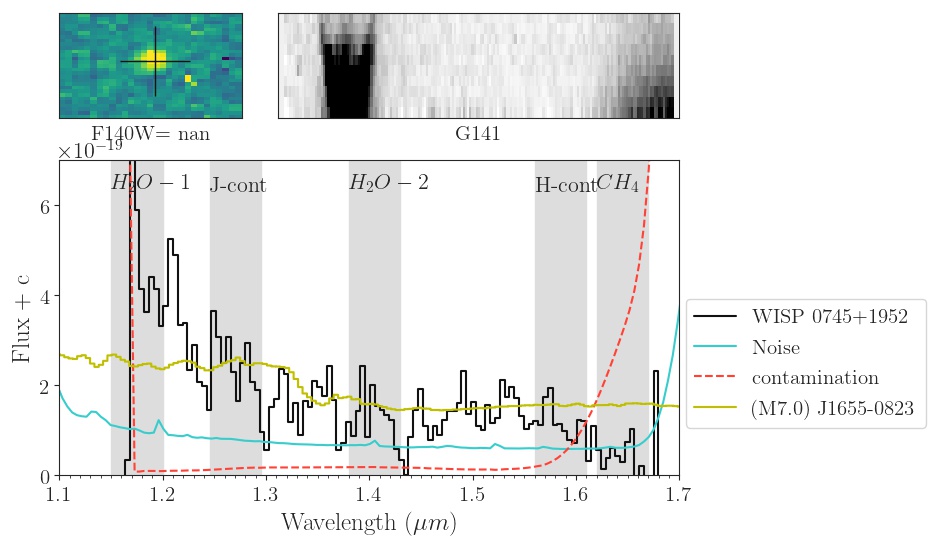 F140W= nan
G141
×10−19
H2O − 1
J-cont
H2O − 2
H-cont
CH4
6
4
2
0
Flux + c
1.1 1.2 1.3 1.4 1.5 1.6 1.7
Wavelength (μm)
WISP 0745+1952
Noise
contamination
(M7.0) J1655-0823